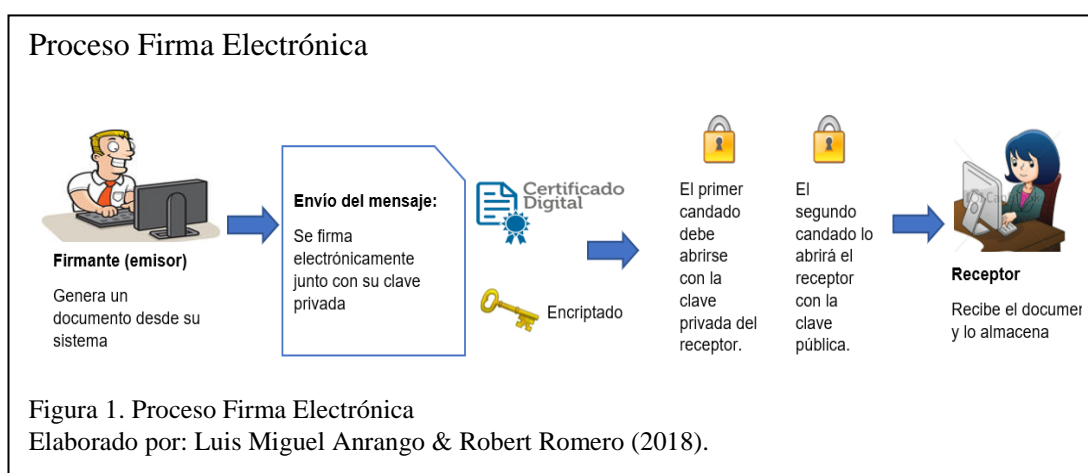 Proceso Firma Electrónica
Firmante (emisor)
Genera un
documento desde su
sistema
Envío del mensaje:
Se firma
electrónicamente
junto con su clave
privada
Certificado
Digital
Encriptado
El primer
candado
debe
abrirse
con la
clave
privada del
receptor.
El
segundo
candado lo
abrirá el
receptor
con la
clave
pública.
Receptor
Recibe el documen
y lo almacena
Figura 1. Proceso Firma Electrónica
Elaborado por: Luis Miguel Anrango & Robert Romero (2018).